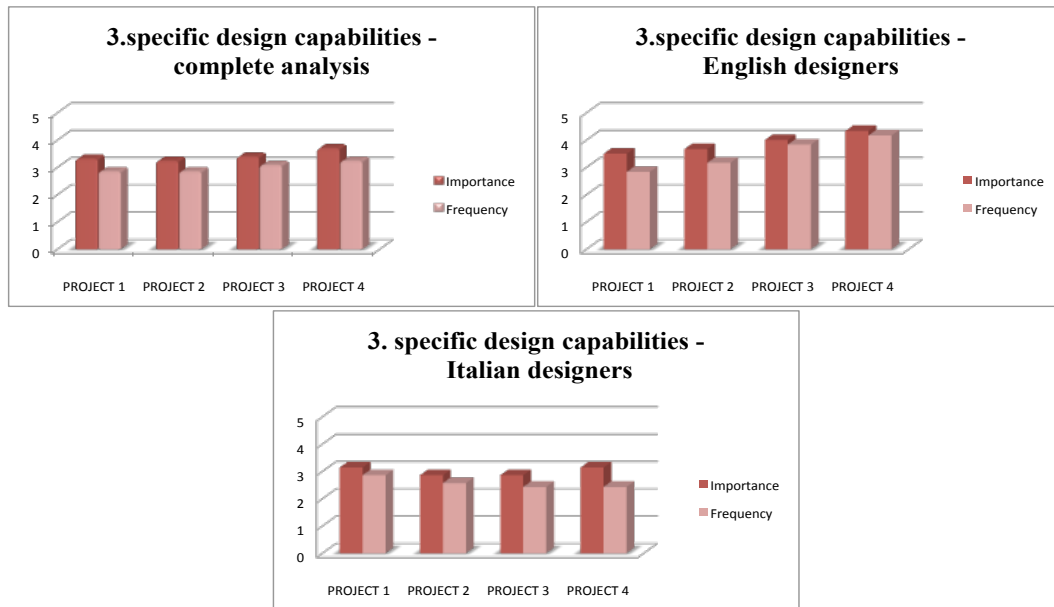 3.specific design capabilities -
complete analysis
5
4
3
2
1
0
PROJECT 1 PROJECT 2 PROJECT 3 PROJECT 4
Importance
Frequency
3.specific design capabilities -
English designers
5
4
3
2
1
0
PROJECT 1 PROJECT 2 PROJECT 3 PROJECT 4
Importance
Frequency
3. specific design capabilities -
Italian designers
5
4
3
2
1
0
PROJECT 1 PROJECT 2 PROJECT 3 PROJECT 4
Importance
Frequency